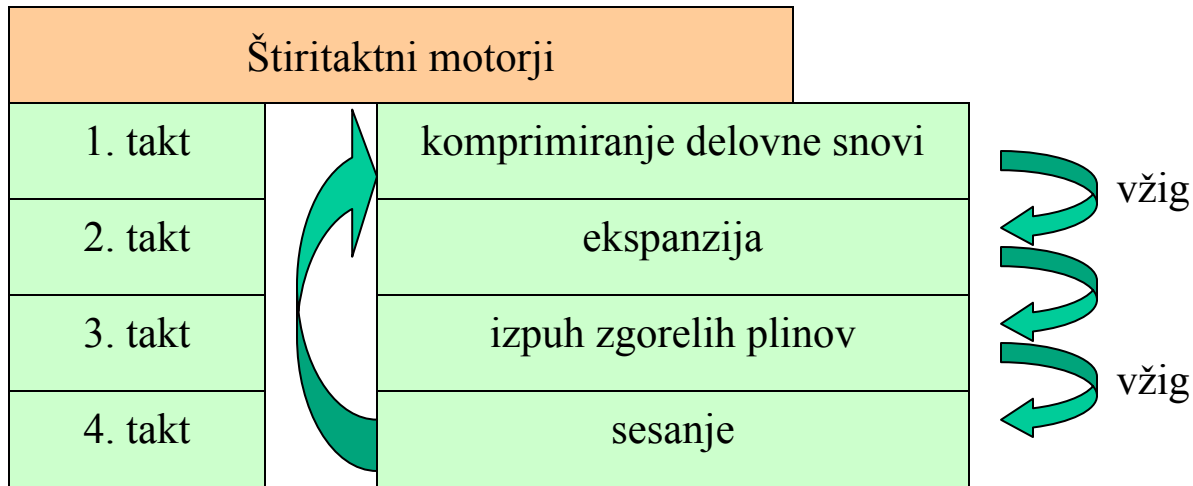 Štiritaktni motorji
1. takt
komprimiranje delovne snovi
vžig
2. takt
ekspanzija
3. takt
izpuh zgorelih plinov
vžig
4. takt
sesanje